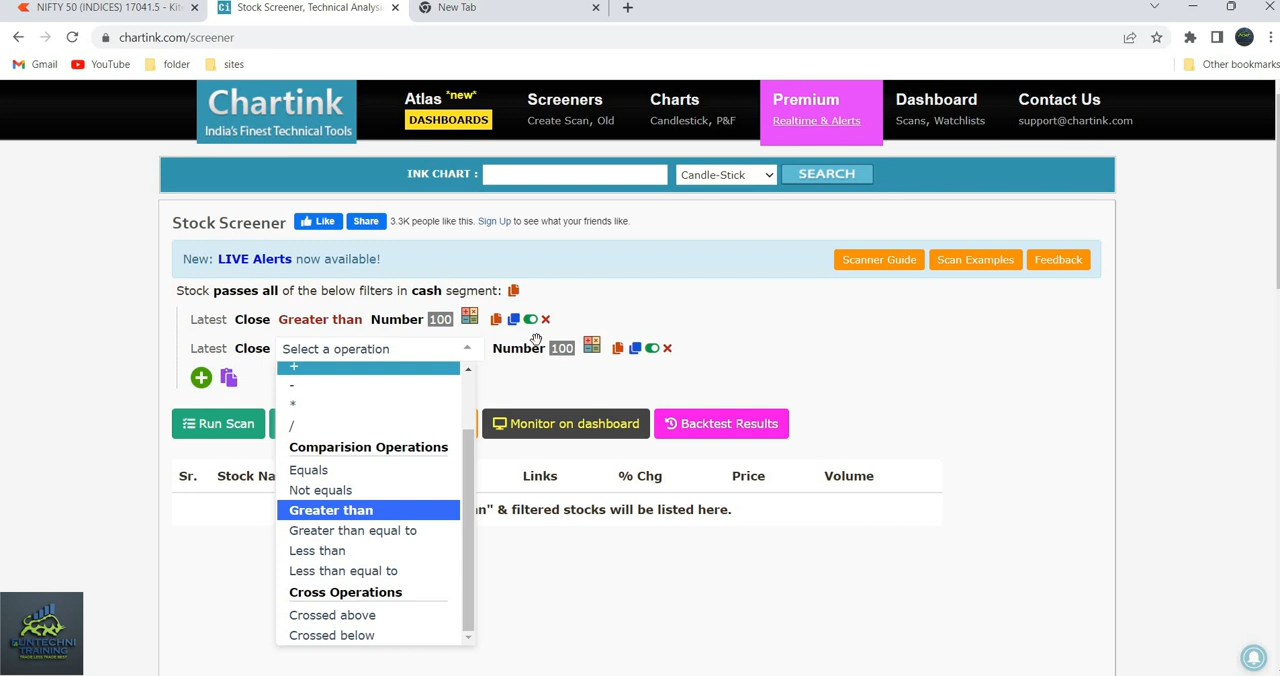 NIFTY 50 (INDICES) 17041.5 - Kit
Stock Screener, Technical Analysis
New Tab
chartink.com/screener
Gmail
YouTube
folder
sites
Other bookmarks
Chartink
India's Finest Technical Tools
Atlas "new"
DASHBOARDS
Screeners
Create Scan, Old
Charts
Candlestick, P&F
Premium
Realtime & Alerts
Dashboard
Scans, Watchlists
Contact Us
support@chartink.com
INK CHART :
Candle-Stick
SEARCH
Stock Screener
Like
Share
3.3K people like this. Sign Up to see what your friends like.
New: LIVE Alerts now available!
Scanner Guide
Scan Examples
Feedback
Stock passes all of the below filters in cash segment:
Latest Close Greater than Number 100
Latest Close Select a operation Number 100
+
-
*
/
Comparision Operations
Equals
Not equals
Greater than
Greater than equal to
Less than
Less than equal to
Cross Operations
Crossed above
Crossed below
Run Scan
Monitor on dashboard
Backtest Results
Sr. Stock Na Links % Chg Price Volume
n" & filtered stocks will be listed here.
TRAINING
TRADE LESS TRADE BEST